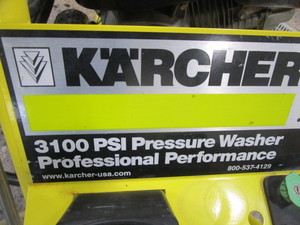 KÄRCHER
3100 PSI Pressure Washer
Professional Performance
800-537-4129
www.karcher-usa.com